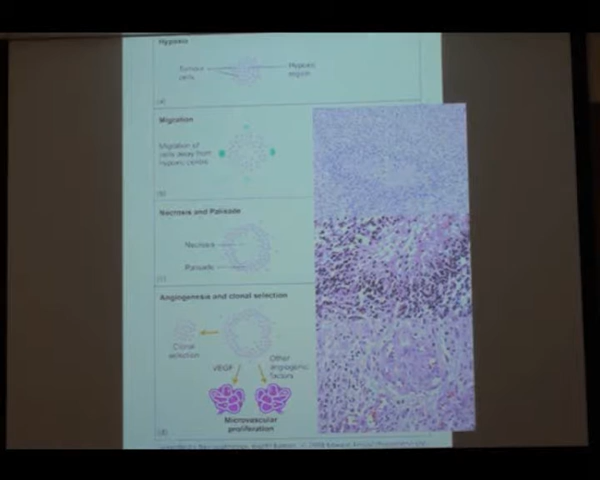 Hypoxia
Tumour
cells
Hypoxic
region
(a)
Migration
Migration of
cells away from
hypoxic centre
(b)
Necrosis and Palisade
Necrosis
Palisade
(c)
Angiogenesis and clonal selection
Clonal
selection
VEGF
Other
angiogenic
factors
Microvascular
proliferation
(d)